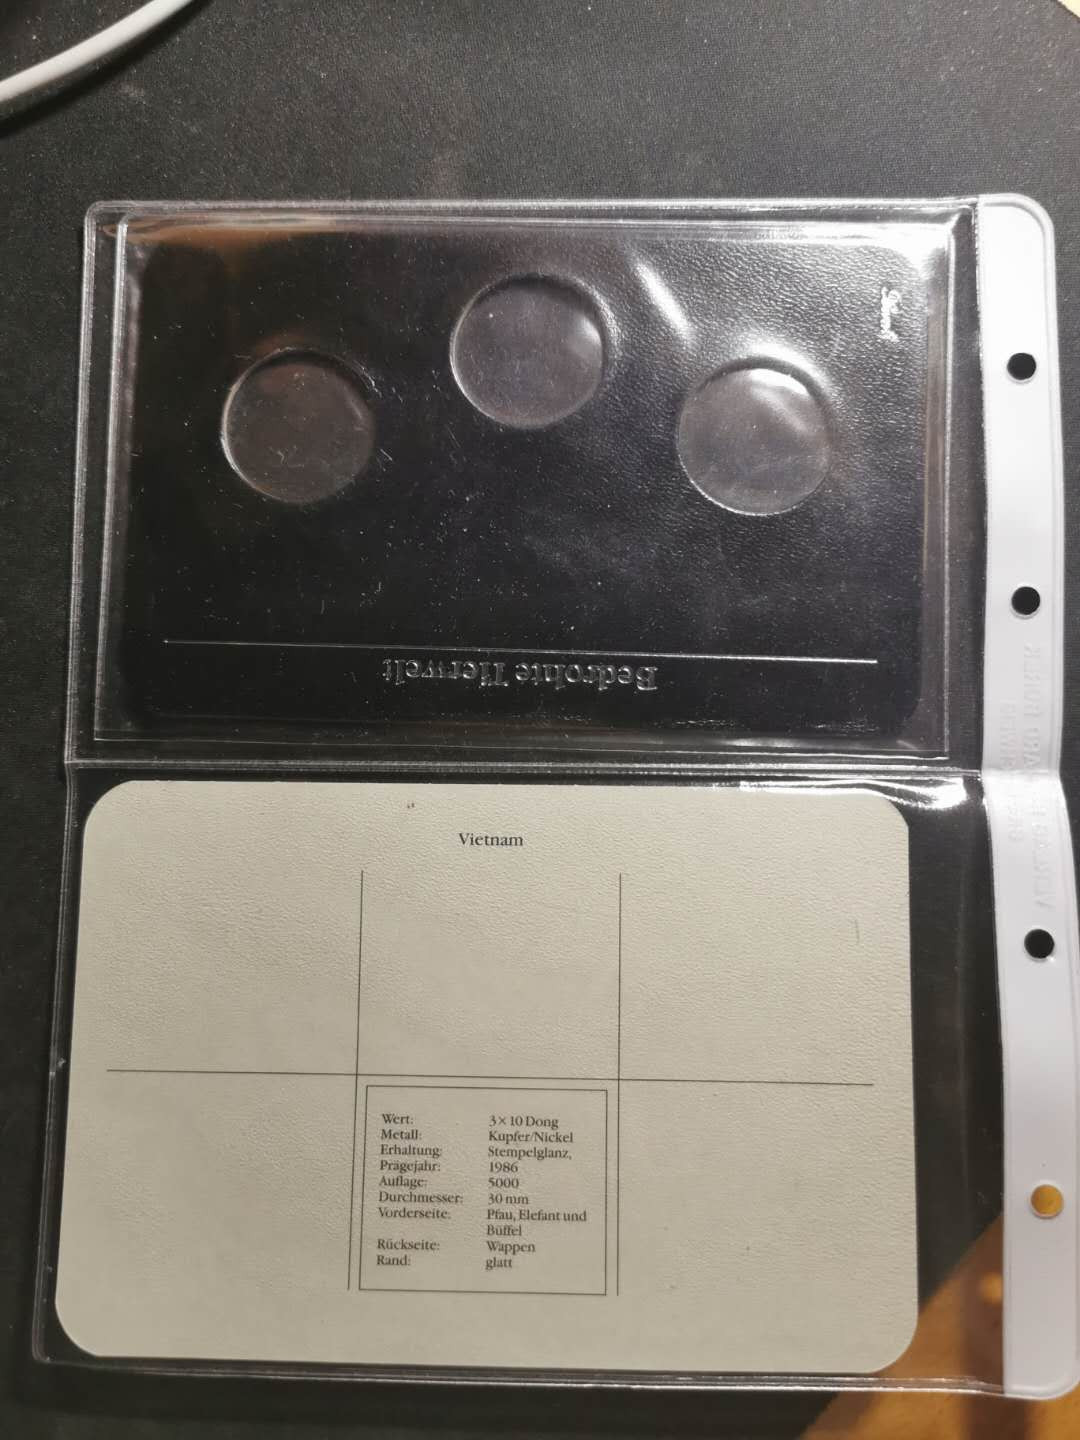 Bedrohte Tierwelt
Vietnam
Wert: 3×10 Dong
Metall: Kupfer/Nickel
Erhaltung: Stempelglanz,
Prägejahr: 1986
Auflage: 5000
Durchmesser: 30 mm
Vorderseite: Pfau, Elefant und
Büffel
Rückseite: Wappen
Rand: glatt